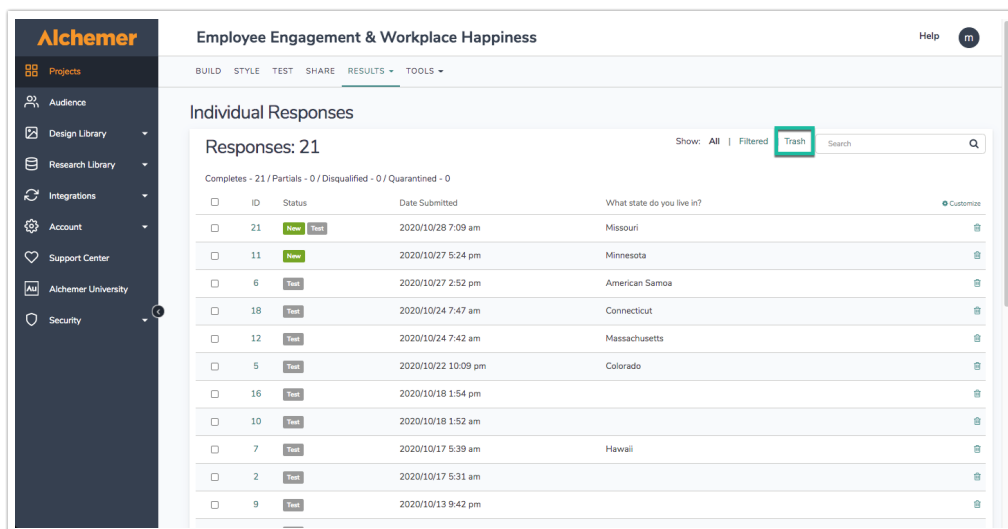 Alchemer
Employee Engagement & Workplace Happiness
Help
m
Projects
Audience
Design Library
Research Library
Integrations
Account
Support Center
Au Alchemer University
Security
BUILD STYLE TEST SHARE RESULTS TOOLS
Individual Responses
Responses: 21
Show: All | Filtered Trash
Search
Completes - 21 / Partials - 0 / Disqualified - 0 / Quarantined - 0
ID Status Date Submitted What state do you live in? Customize
21 New Test 2020/10/28 7:09 am Missouri
11 New 2020/10/27 5:24 pm Minnesota
6 Test 2020/10/27 2:52 pm American Samoa
18 Test 2020/10/24 7:47 am Connecticut
12 Test 2020/10/24 7:42 am Massachusetts
5 Test 2020/10/22 10:09 pm Colorado
16 Test 2020/10/18 1:54 pm
10 Test 2020/10/18 1:52 am
7 Test 2020/10/17 5:39 am Hawaii
2 Test 2020/10/17 5:31 am
9 Test 2020/10/13 9:42 pm